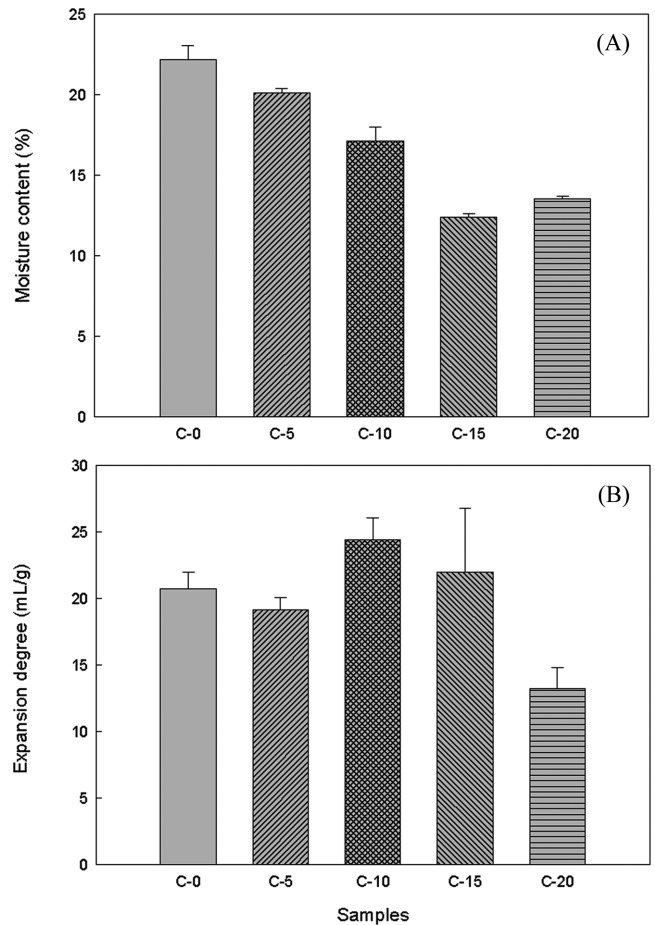 (A)
Moisture content (%)
25
20
15
10
5
0
C-0 C-5 C-10 C-15 C-20
(B)
Expansion degree (mL/g)
30
25
20
15
10
5
0
C-0 C-5 C-10 C-15 C-20
Samples